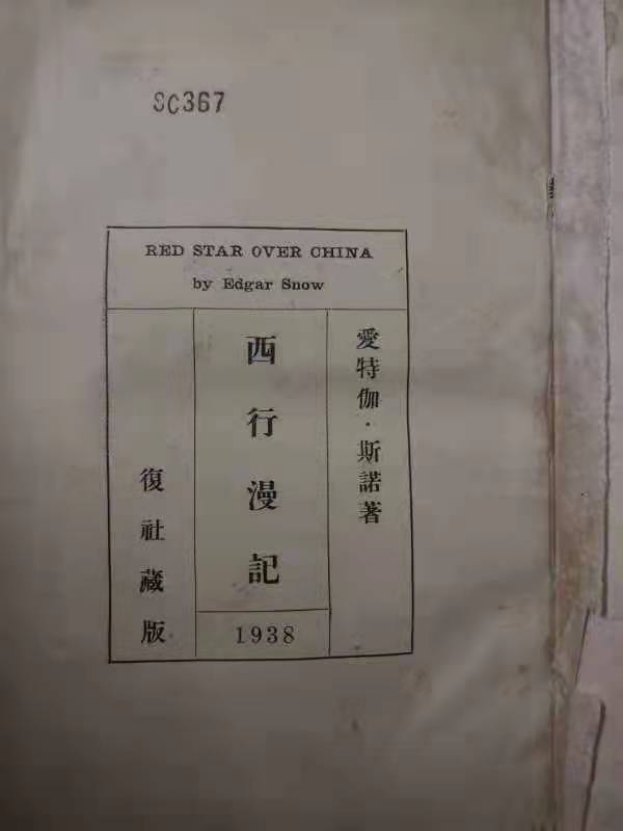 SC367
RED STAR OVER CHINA
by Edgar Snow
愛特伽·斯諾著
西行漫記
1938
復社藏版